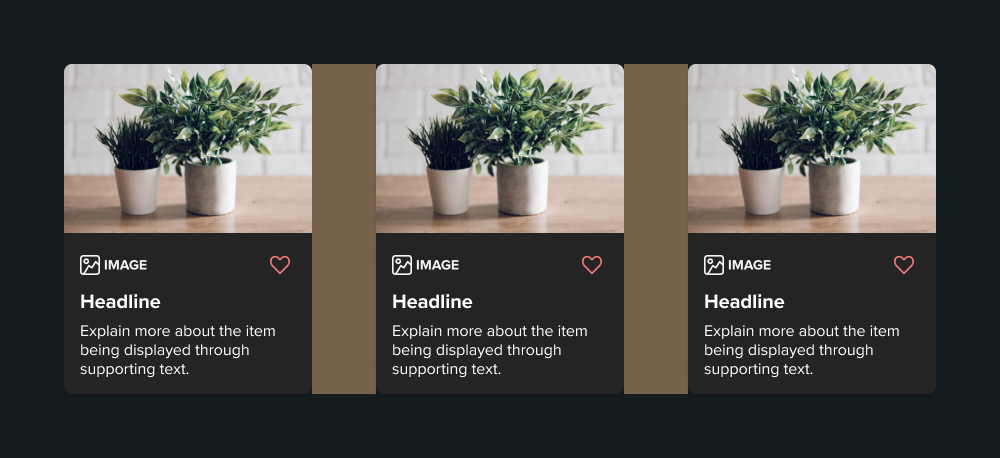 IMAGE
Headline
Explain more about the item
being displayed through
supporting text.
IMAGE
Headline
Explain more about the item
being displayed through
supporting text.
IMAGE
Headline
Explain more about the item
being displayed through
supporting text.